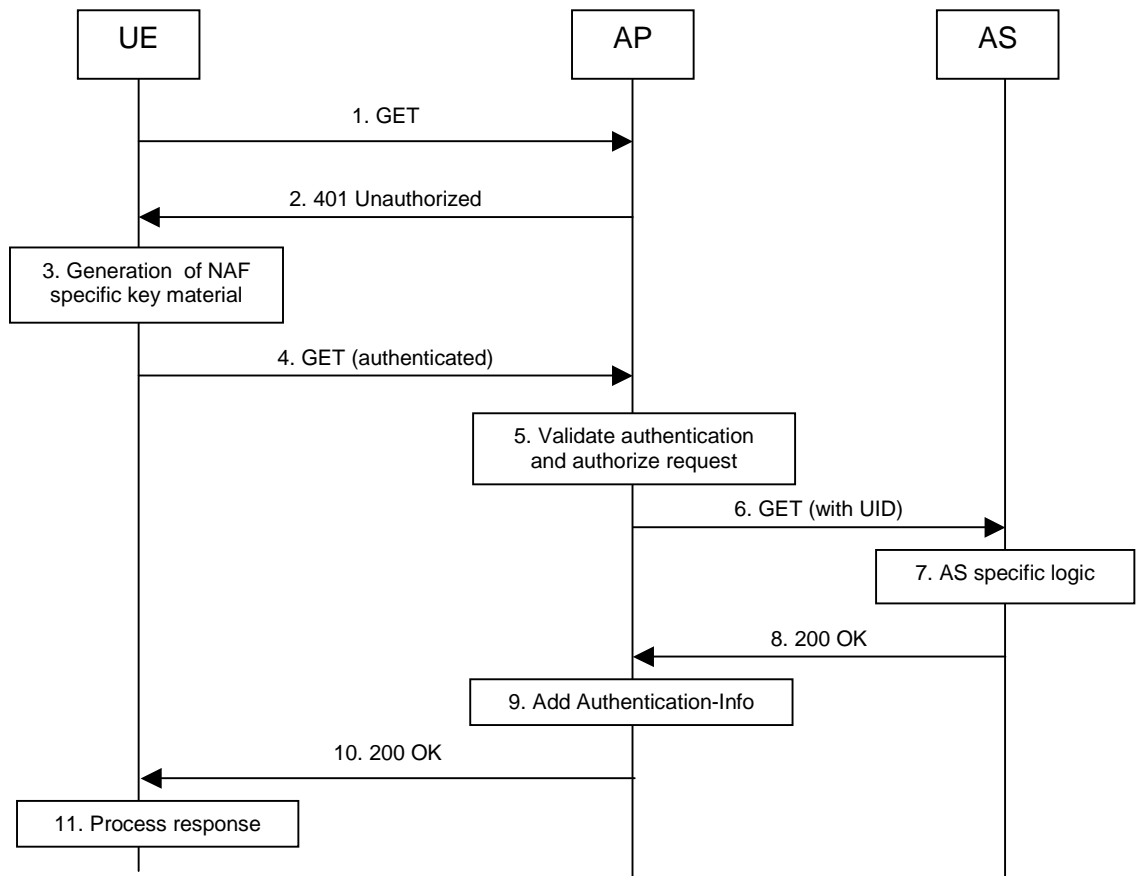 UE
AP
AS
1. GET
2. 401 Unauthorized
3. Generation of NAF
specific key material
4. GET (authenticated)
5. Validate authentication
and authorize request
6. GET (with UID)
7. AS specific logic
8. 200 OK
9. Add Authentication-Info
10. 200 OK
11. Process response